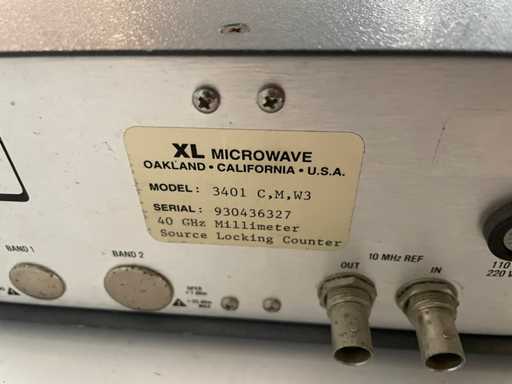 XL MICROWAVE
OAKLAND • CALIFORNIA • U.S.A.
MODEL: 3401 C,M,W3
SERIAL: 930436327
40 GHz Millimeter
Source Locking Counter
BAND 1
BAND 2
10 MHz REF
OUT
IN
110
220